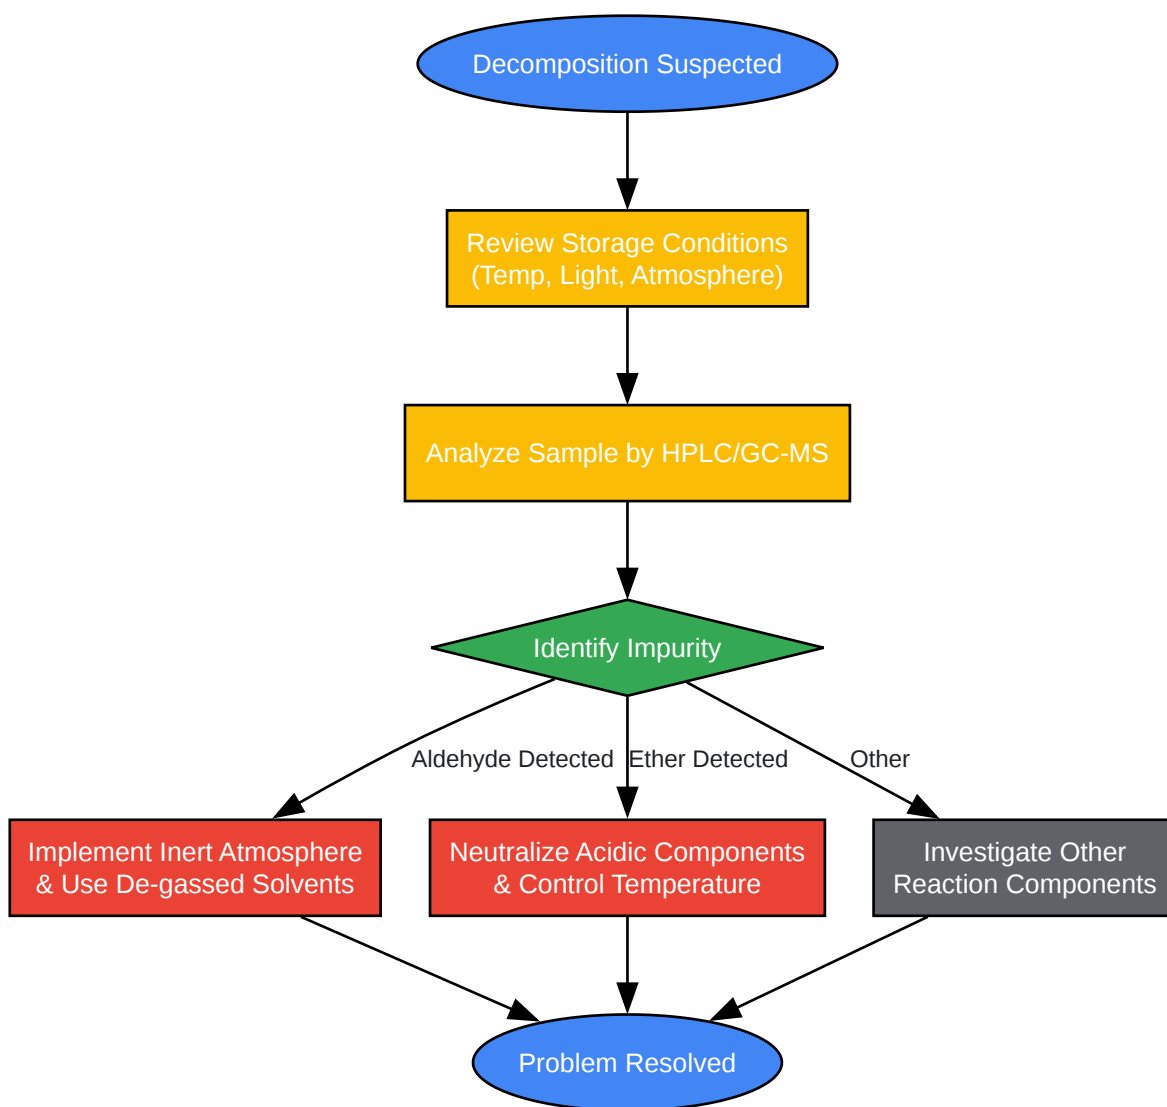 Decomposition Suspected
Review Storage Conditions
(Temp, Light, Atmosphere)
Analyze Sample by HPLC/GC-MS
Identify Impurity
Aldehyde Detected
Ether Detected
Other
Implement Inert Atmosphere
& Use De-gassed Solvents
Neutralize Acidic Components
& Control Temperature
Investigate Other
Reaction Components
Problem Resolved